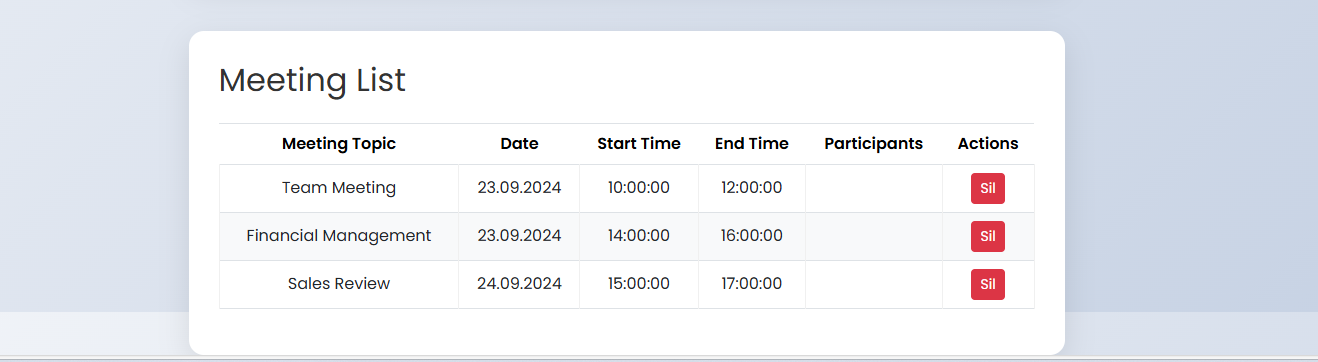 Meeting List
Meeting Topic Date Start Time End Time Participants Actions
Team Meeting 23.09.2024 10:00:00 12:00:00 Sil
Financial Management 23.09.2024 14:00:00 16:00:00 Sil
Sales Review 24.09.2024 15:00:00 17:00:00 Sil